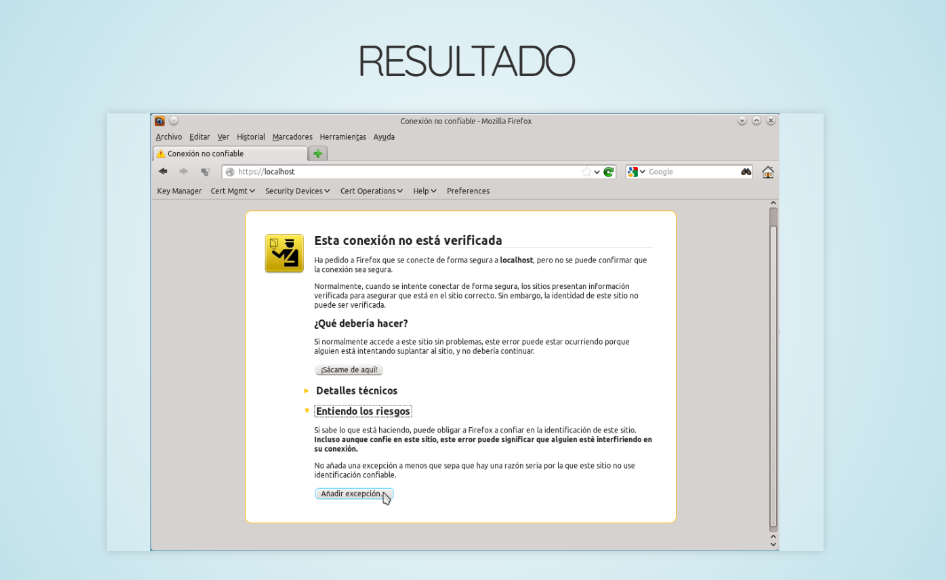 RESULTADO
Conexión no confiable - Mozilla Firefox
Archivo Editar Ver Historial Marcadores Herramientas Ayuda
Conexión no confiable
https://localhost
Google
Key Manager Cert Mgmt Security Devices Cert Operations Help Preferences
Esta conexión no está verificada
Ha pedido a Firefox que se conecte de forma segura a localhost, pero no se puede confirmar que
la conexión sea segura.
Normalmente, cuando se intente conectar de forma segura, los sitios presentan información
verificada para asegurar que está en el sitio correcto. Sin embargo, la identidad de este sitio no
puede ser verificada.
¿Qué debería hacer?
Si normalmente accede a este sitio sin problemas, este error puede estar ocurriendo porque
alguien está intentando suplantar al sitio, y no debería continuar.
¡Sácame de aquí!
Detalles técnicos
Entiendo los riesgos
Si sabe lo que está haciendo, puede obligar a Firefox a confiar en la identificación de este sitio.
Incluso aunque confíe en este sitio, este error puede significar que alguien esté interfiriendo en
su conexión.
No añada una excepción a menos que sepa que hay una razón seria por la que este sitio no use
identificación confiable.
Añadir excepción...